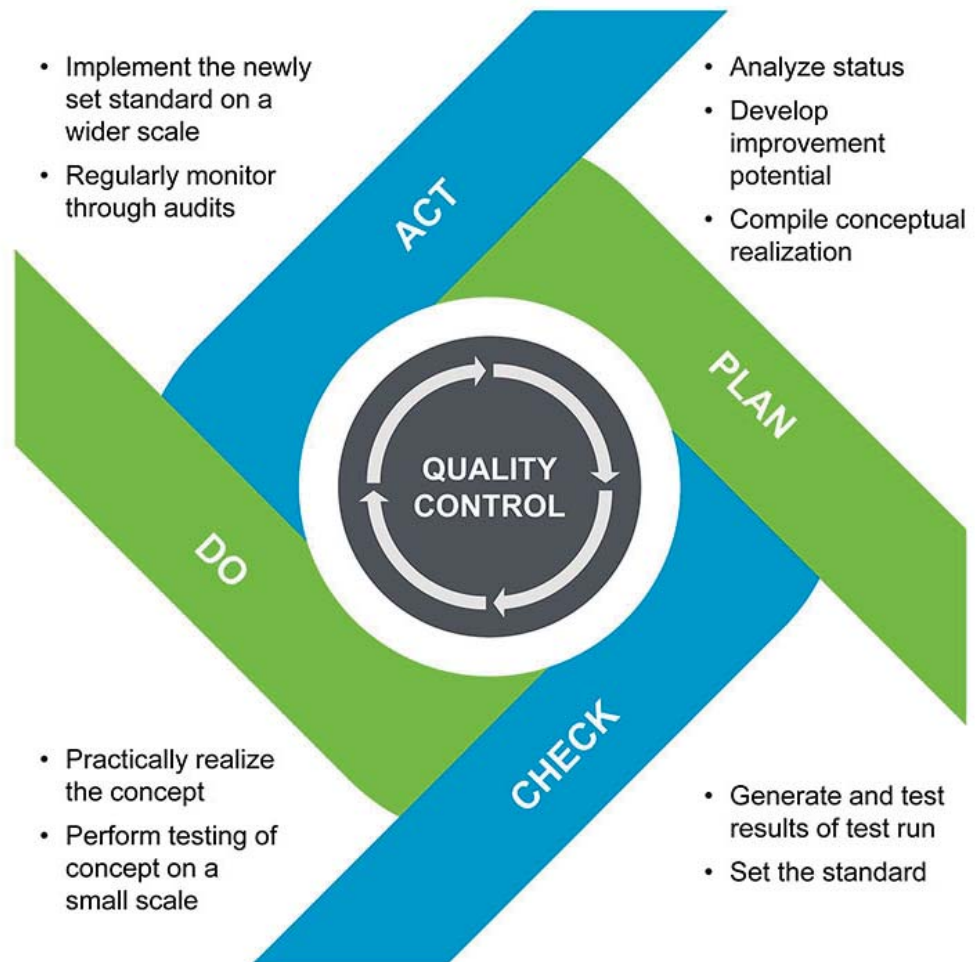 • Implement the newly
set standard on a
wider scale
• Regularly monitor
through audits
• Analyze status
• Develop
improvement
potential
• Compile conceptual
realization
ACT
PLAN
QUALITY
CONTROL
DO
CHECK
• Practically realize
the concept
• Perform testing of
concept on a
small scale
• Generate and test
results of test run
• Set the standard